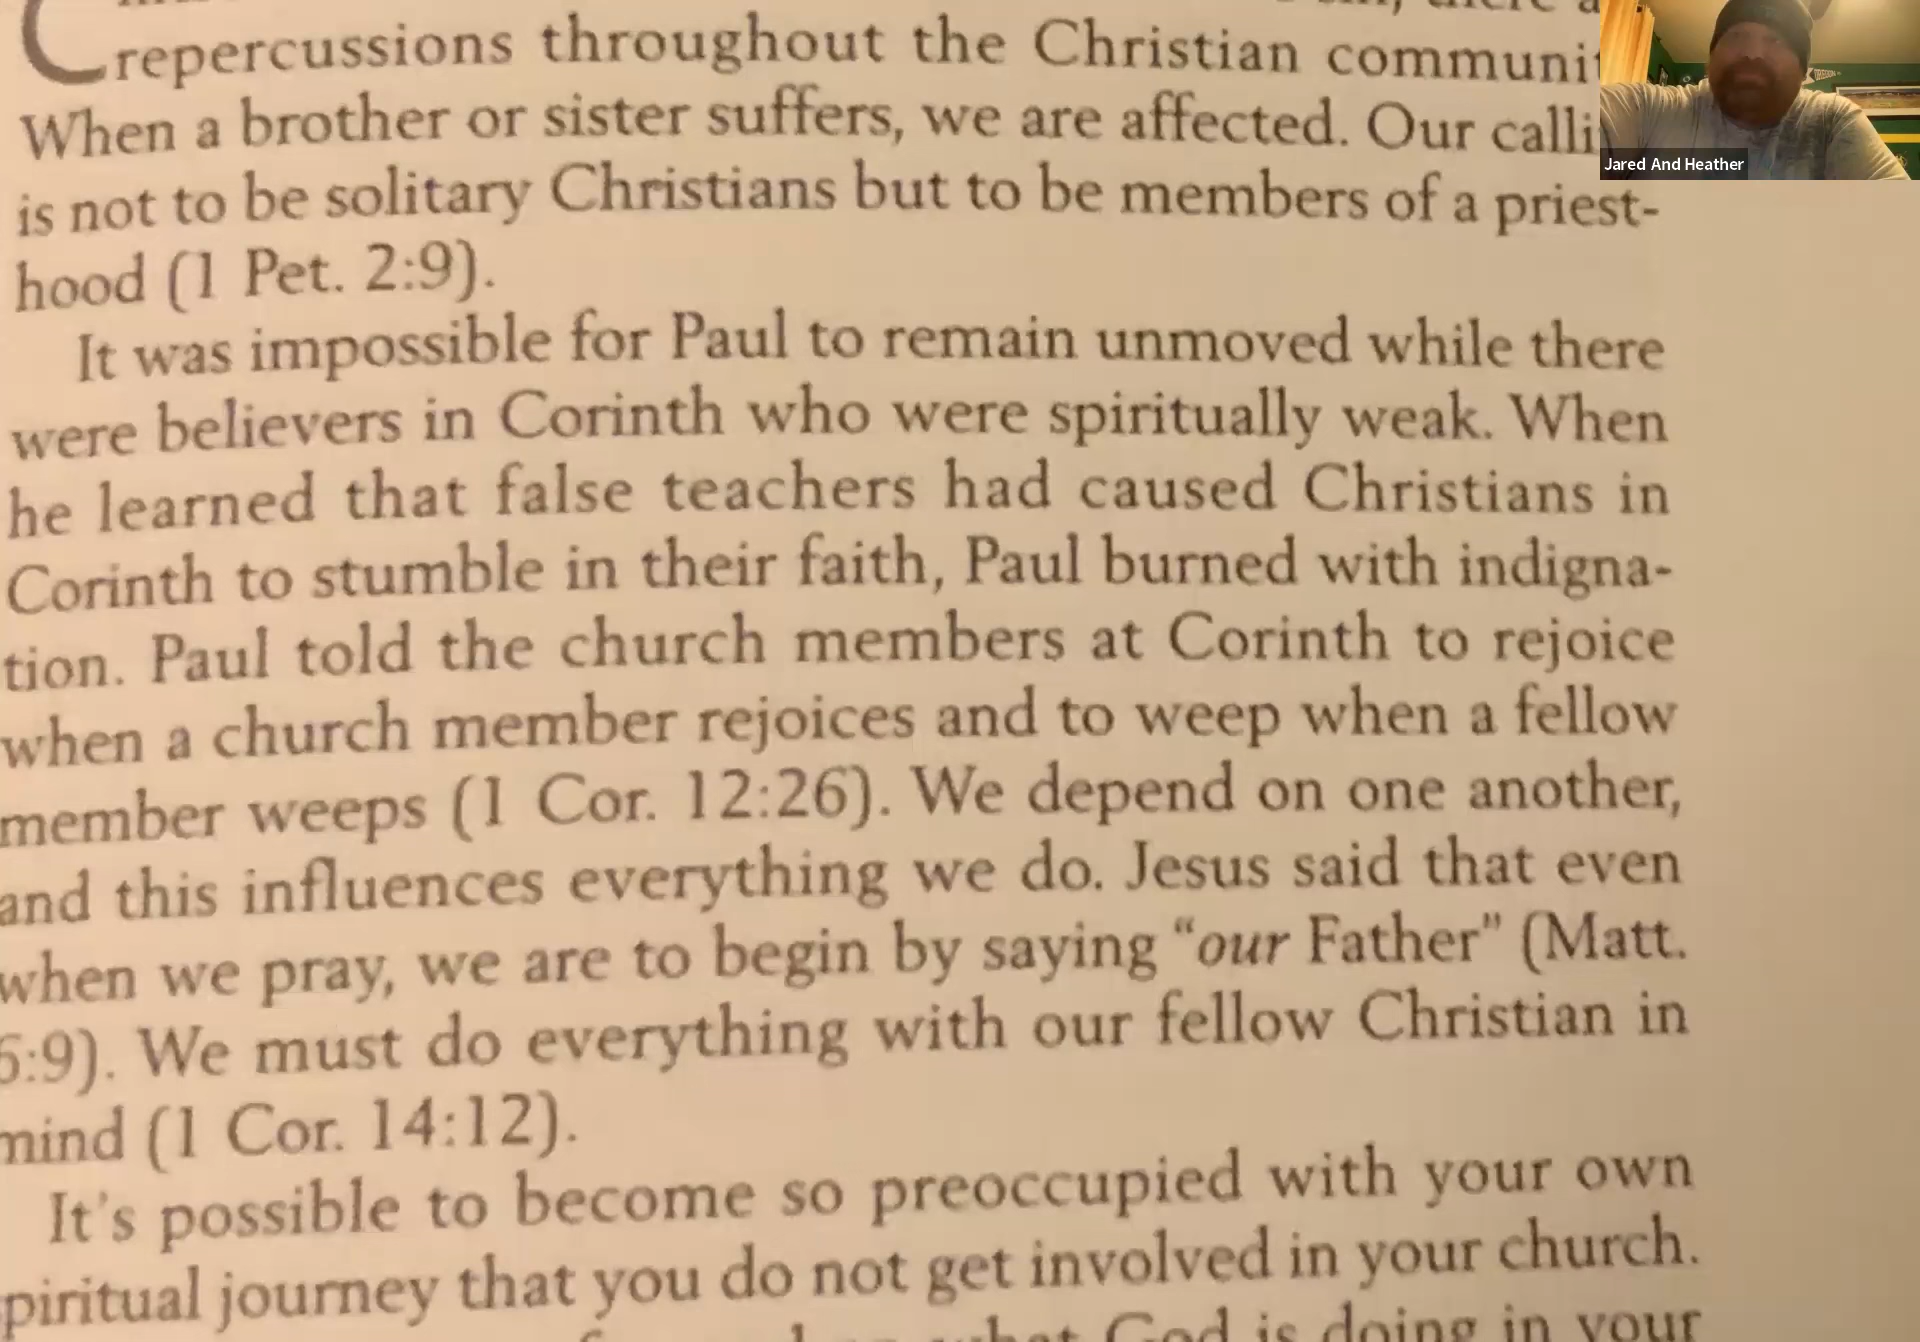 repercussions throughout the Christian
When a brother or sister suffers, we are affected. Our
is not to be solitary Christians but to be members of a priest-
hood (1 Pet. 2:9).
It was impossible for Paul to remain unmoved while there
were believers in Corinth who were spiritually weak. When
he learned that false teachers had caused Christians in
Corinth to stumble in their faith, Paul burned with indigna-
tion. Paul told the church members at Corinth to rejoice
when a church member rejoices and to weep when a fellow
member weeps (1 Cor. 12:26). We depend on one another,
and this influences everything we do. Jesus said that even
when we pray, we are to begin by saying “our Father” (Matt.
6:9). We must do everything with our fellow Christian in
mind (1 Cor. 14:12).
It's possible to become so preoccupied with your own
spiritual journey that you do not get involved in your church.
what God is doing in your
Jared And Heather